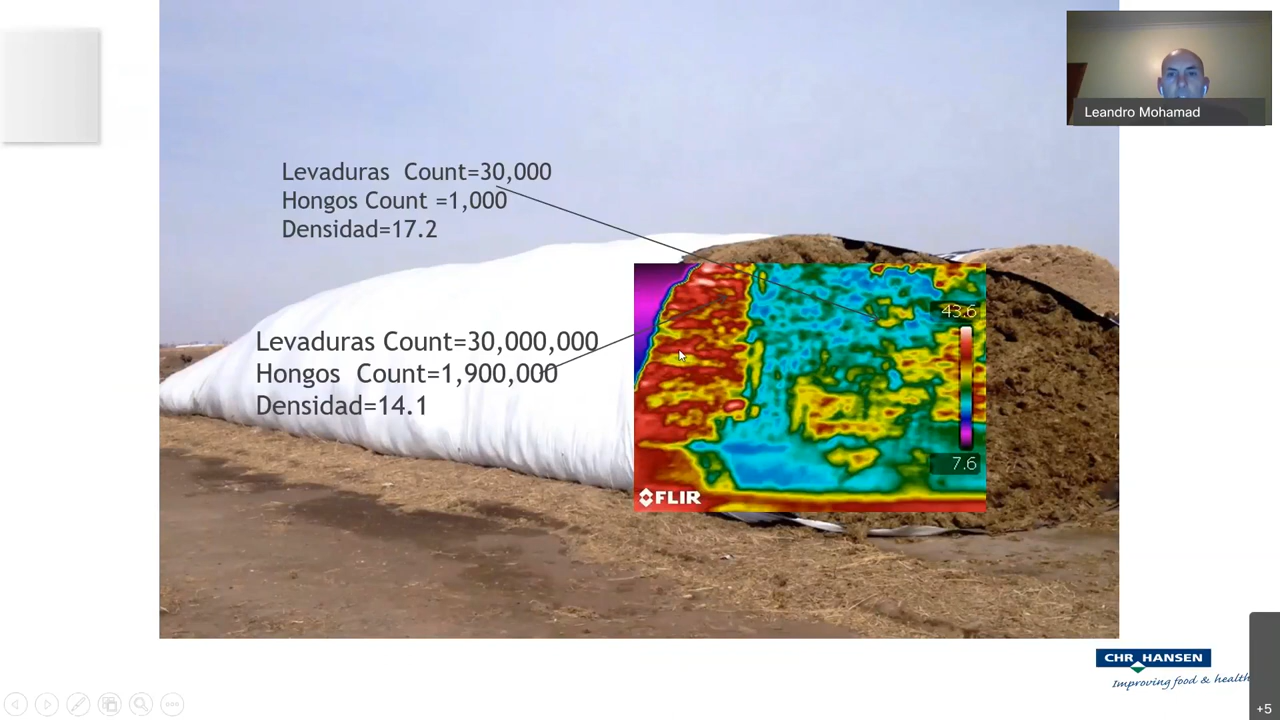 Leandro Mohamad
Levaduras  Count=30,000
Hongos Count =1,000
Densidad=17.2
Levaduras Count=30,000,000
Hongos  Count=1,900,000
Densidad=14.1
43.6
7.6
FLIR
CHR HANSEN
Improving food & health
+5